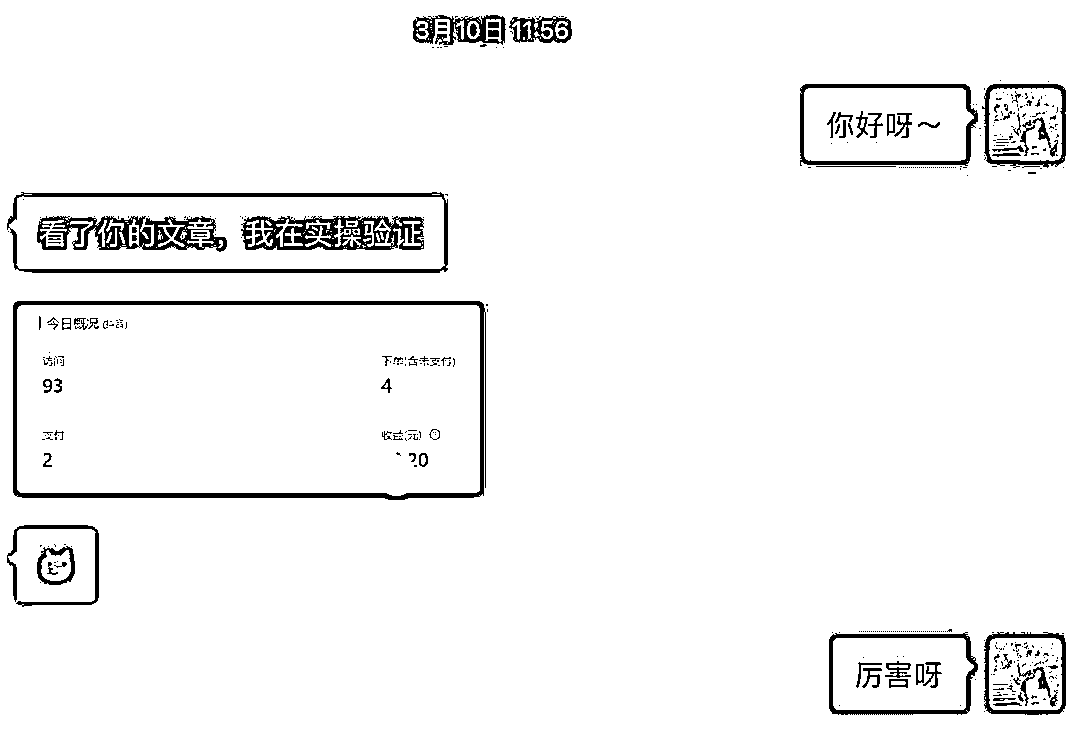 3月10日 11:56
你好呀～
看了你的文章，我在实操验证
今日概况
访问
下单(含未支付)
93
4
支付
收益(元)
2
20
厉害呀